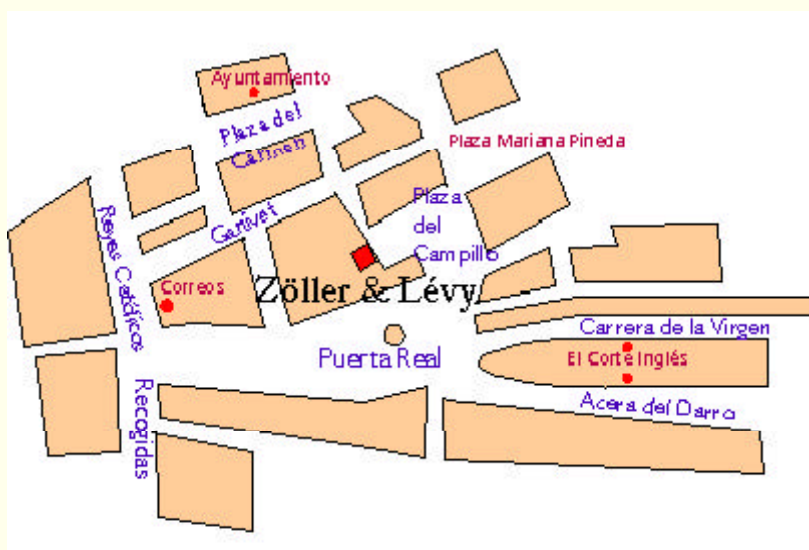 Ayuntamiento
Plaza del
Carmen
Plaza Mariana Pineda
Ganivet
Plaza
del
Campillo
Reyes Católicos
Correos
Zöller & Lévy
Puerta Real
Carrera de la Virgen
El Corte Inglés
Acera del Darro
Recogidas